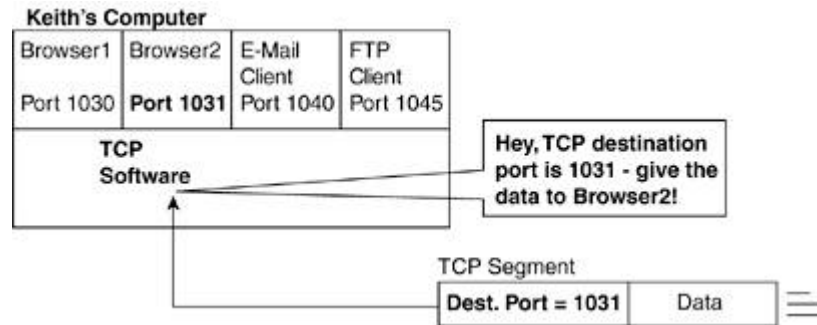 Keith's Computer
Browser1
Port 1030
Browser2
Port 1031
E-Mail
Client
Port 1040
FTP
Client
Port 1045
TCP
Software
Hey, TCP destination
port is 1031 - give the
data to Browser2!
TCP Segment
Dest. Port = 1031
Data